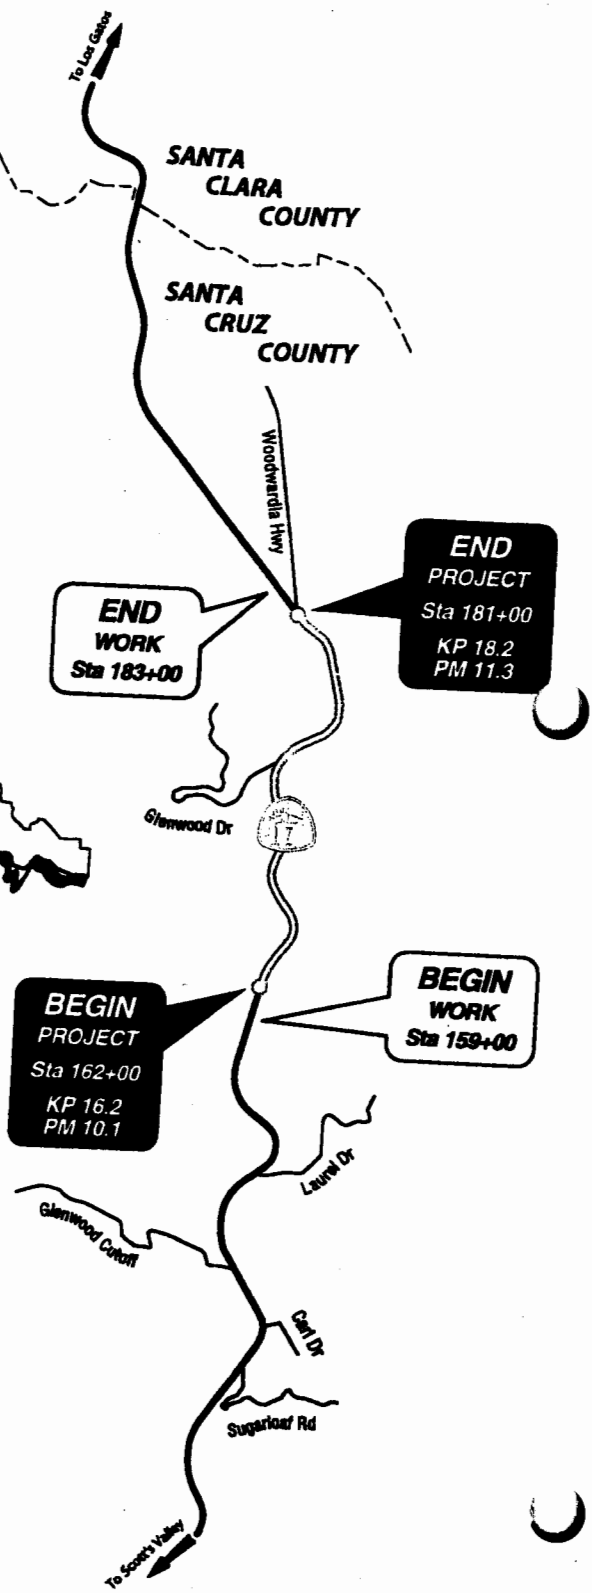 To Los Gatos
SANTA
CLARA
COUNTY
SANTA
CRUZ
COUNTY
Woodwardia Hwy
END
PROJECT
Sta 181+00
KP 18.2
PM 11.3
END
WORK
Sta 183+00
Glenwood Dr
17
BEGIN
WORK
Sta 159+00
BEGIN
PROJECT
Sta 162+00
KP 16.2
PM 10.1
Laurel Dr
Glenwood Cutoff
Carl Dr
Sugarloaf Rd
To Scott's Valley